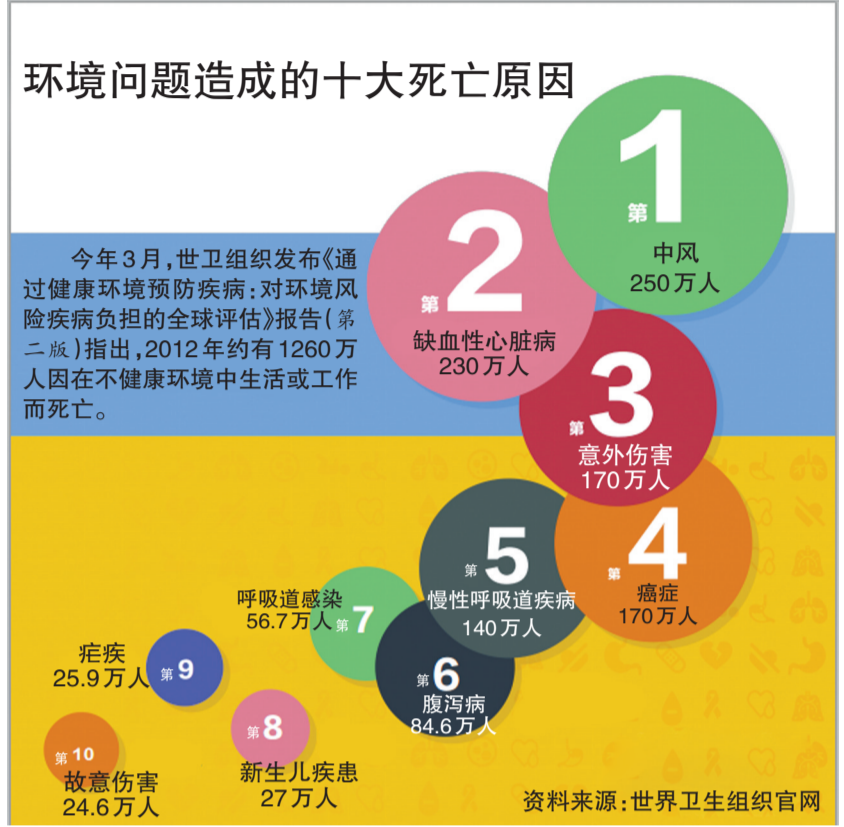 环境问题造成的十大死亡原因
今年3月,世卫组织发布《通
过健康环境预防疾病:对环境风
险疾病负担的全球评估》报告(第
二版)指出,2012年约有1260万
人因在不健康环境中生活或工作
而死亡。
第1
中风
250万人
第2
缺血性心脏病
230万人
第3
意外伤害
170万人
第4
癌症
170万人
第5
慢性呼吸道疾病
140万人
第6
腹泻病
84.6万人
第7
呼吸道感染
56.7万人
第8
新生儿疾患
27万人
第9
疟疾
25.9万人
第10
故意伤害
24.6万人
资料来源:世界卫生组织官网